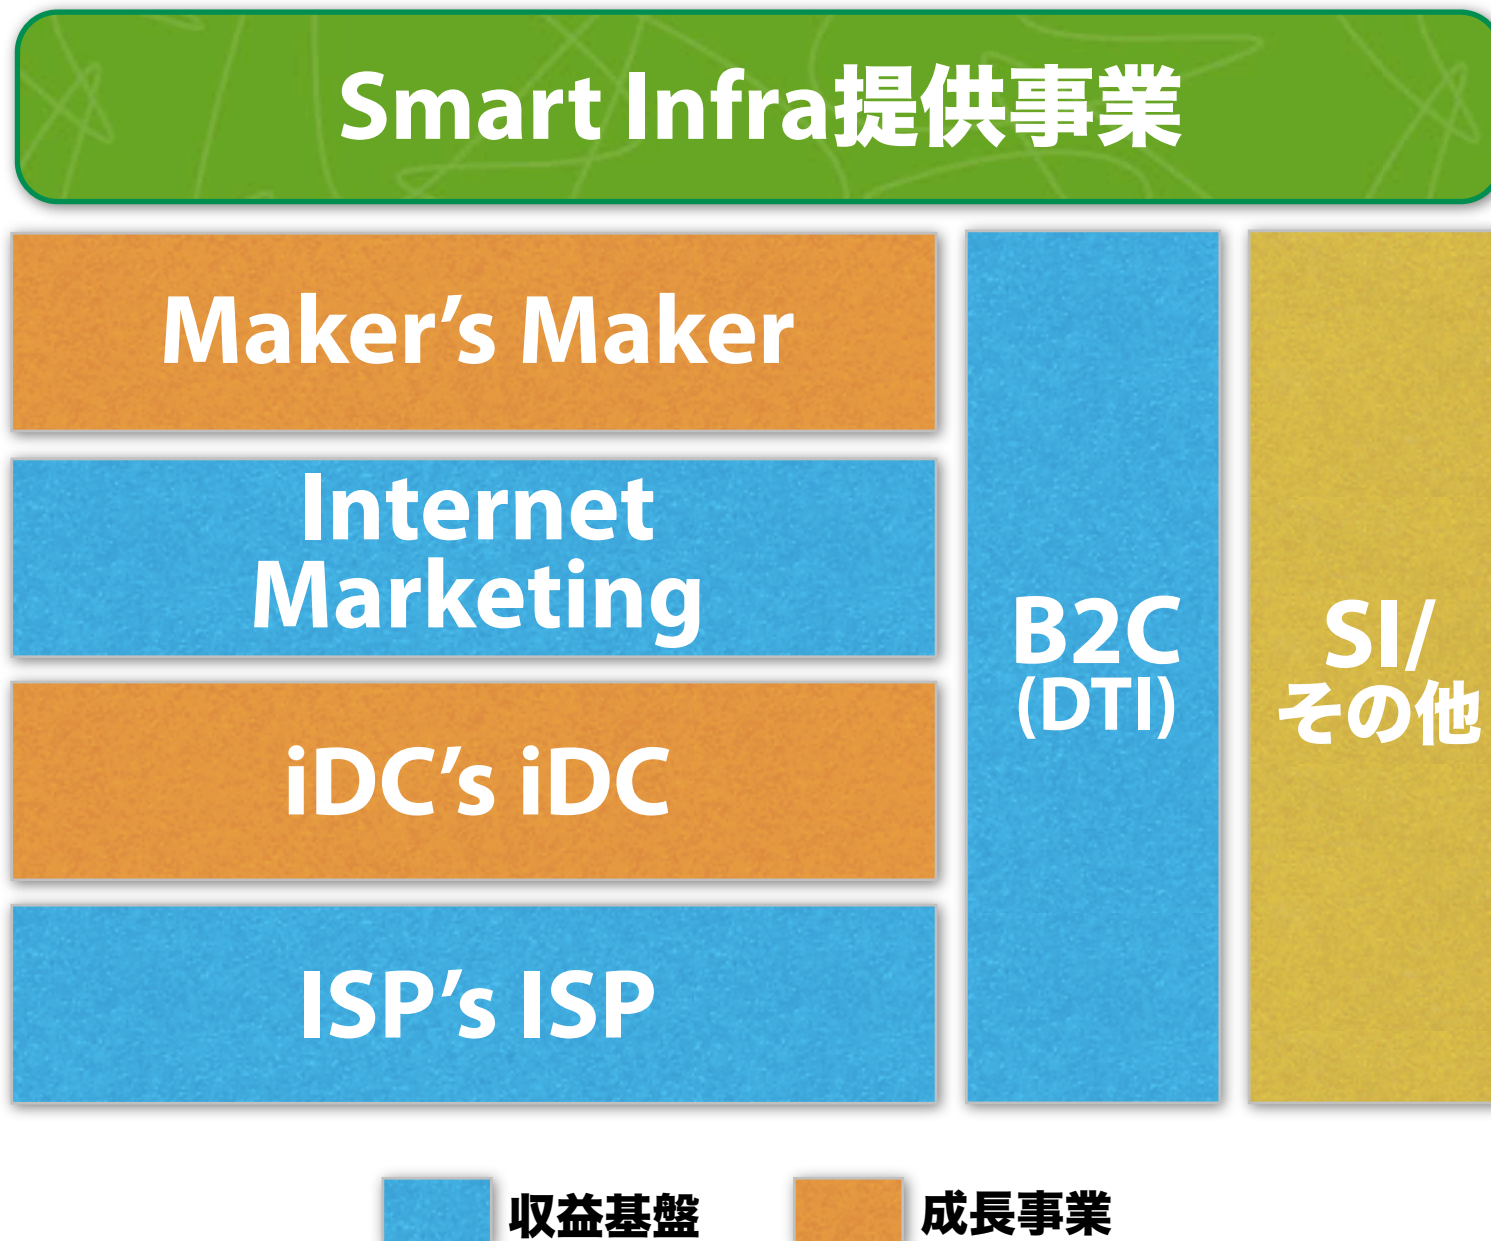 Smart Infra提供事業
Maker’s Maker
Internet
Marketing
iDC’s iDC
ISP’s ISP
B2C
(DTI)
SI/
その他
収益基盤
成長事業